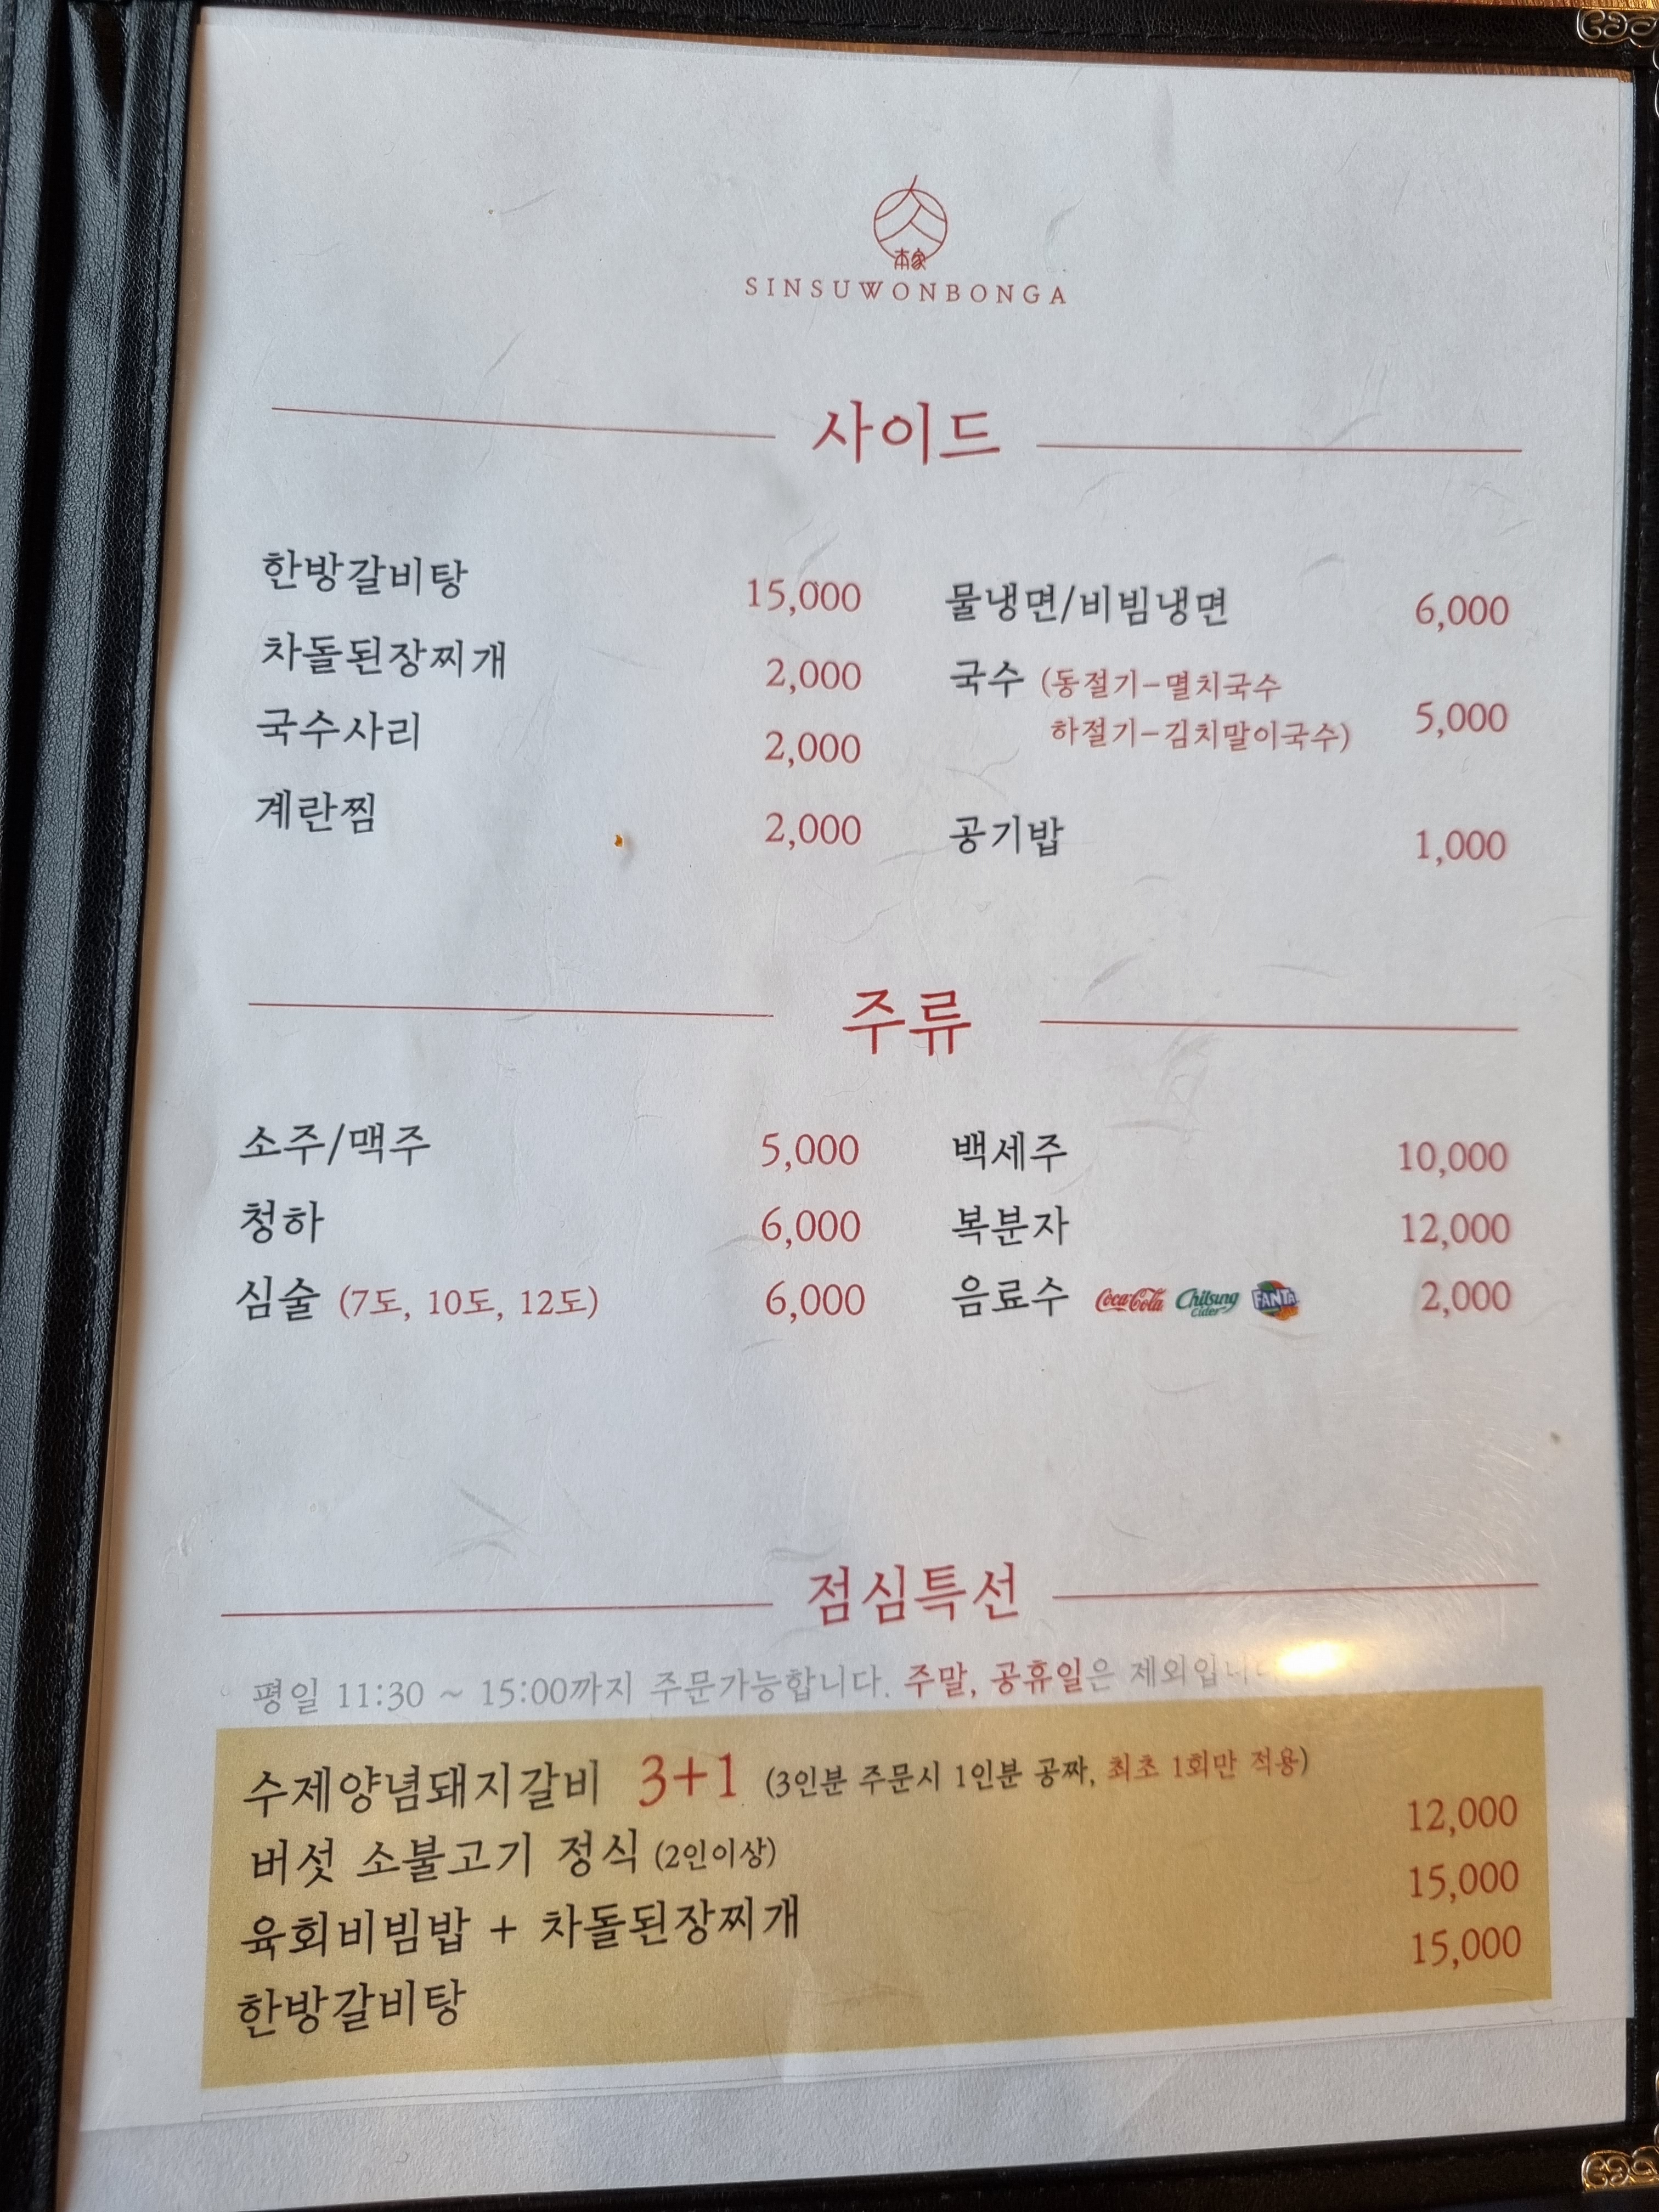 本家
SINSUWONBONGA
사이드
한방갈비탕 15,000
차돌된장찌개 2,000
국수사리 2,000
계란찜 2,000
물냉면/비빔냉면 6,000
국수 (동절기-멸치국수
하절기-김치말이국수) 5,000
공기밥 1,000
주류
소주/맥주 5,000
청하 6,000
심술 (7도, 10도, 12도) 6,000
백세주 10,000
복분자 12,000
음료수 Coca-Cola Chilsung Cider FANTA 2,000
점심특선
평일 11:30 ~ 15:00까지 주문가능합니다. 주말, 공휴일은 제외입니다
수제양념돼지갈비 3+1 (3인분 주문시 1인분 공짜, 최초 1회만 적용)
버섯 소불고기 정식 (2인이상) 12,000
육회비빔밥 + 차돌된장찌개 15,000
한방갈비탕 15,000